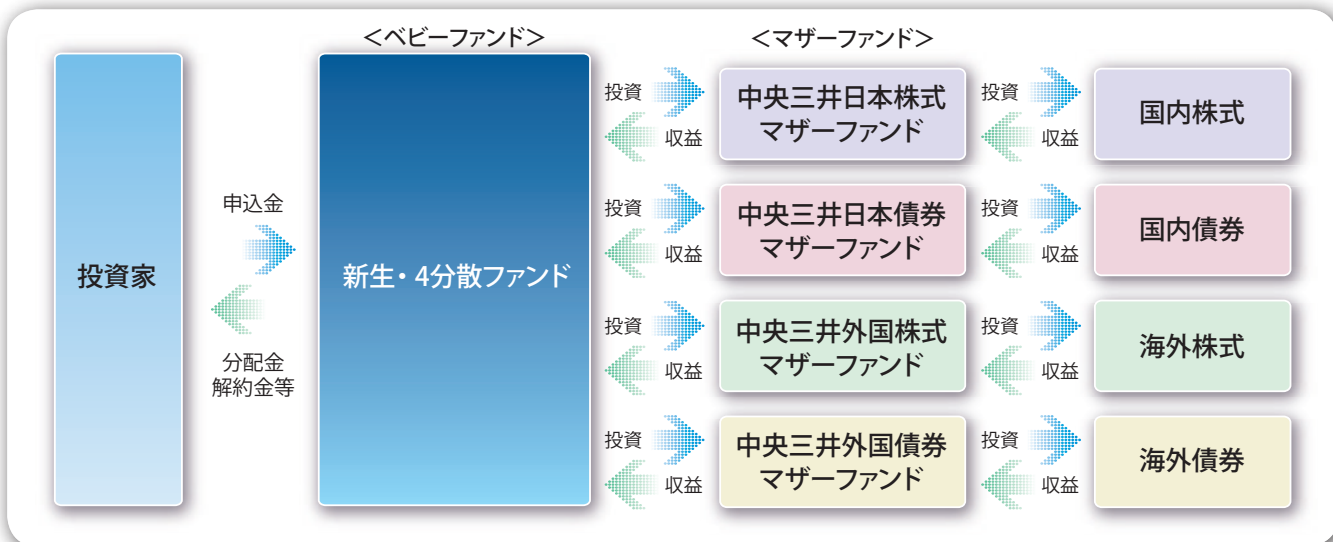 ＜ベビーファンド＞
＜マザーファンド＞
投資家
申込金
分配金
解約金等
新生・4分散ファンド
投資
収益
中央三井日本株式
マザーファンド
投資
収益
国内株式
投資
収益
中央三井日本債券
マザーファンド
投資
収益
国内債券
投資
収益
中央三井外国株式
マザーファンド
投資
収益
海外株式
投資
収益
中央三井外国債券
マザーファンド
投資
収益
海外債券